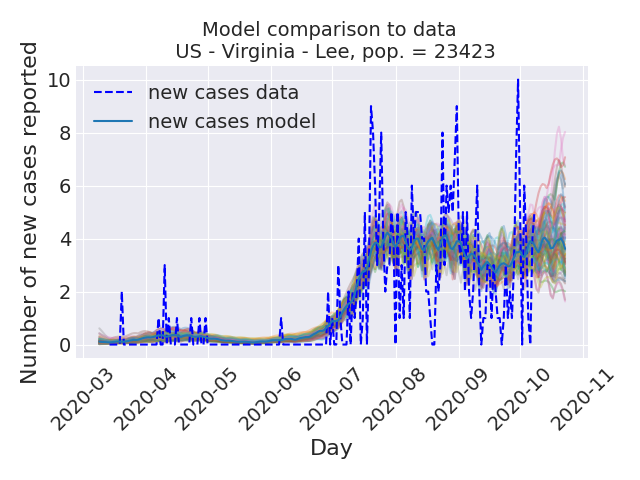 Model comparison to data
US - Virginia - Lee, pop. = 23423
Number of new cases reported
10
8
6
4
2
0
new cases data
new cases model
2020-03
2020-04
2020-05
2020-06
2020-07
2020-08
2020-09
2020-10
2020-11
Day